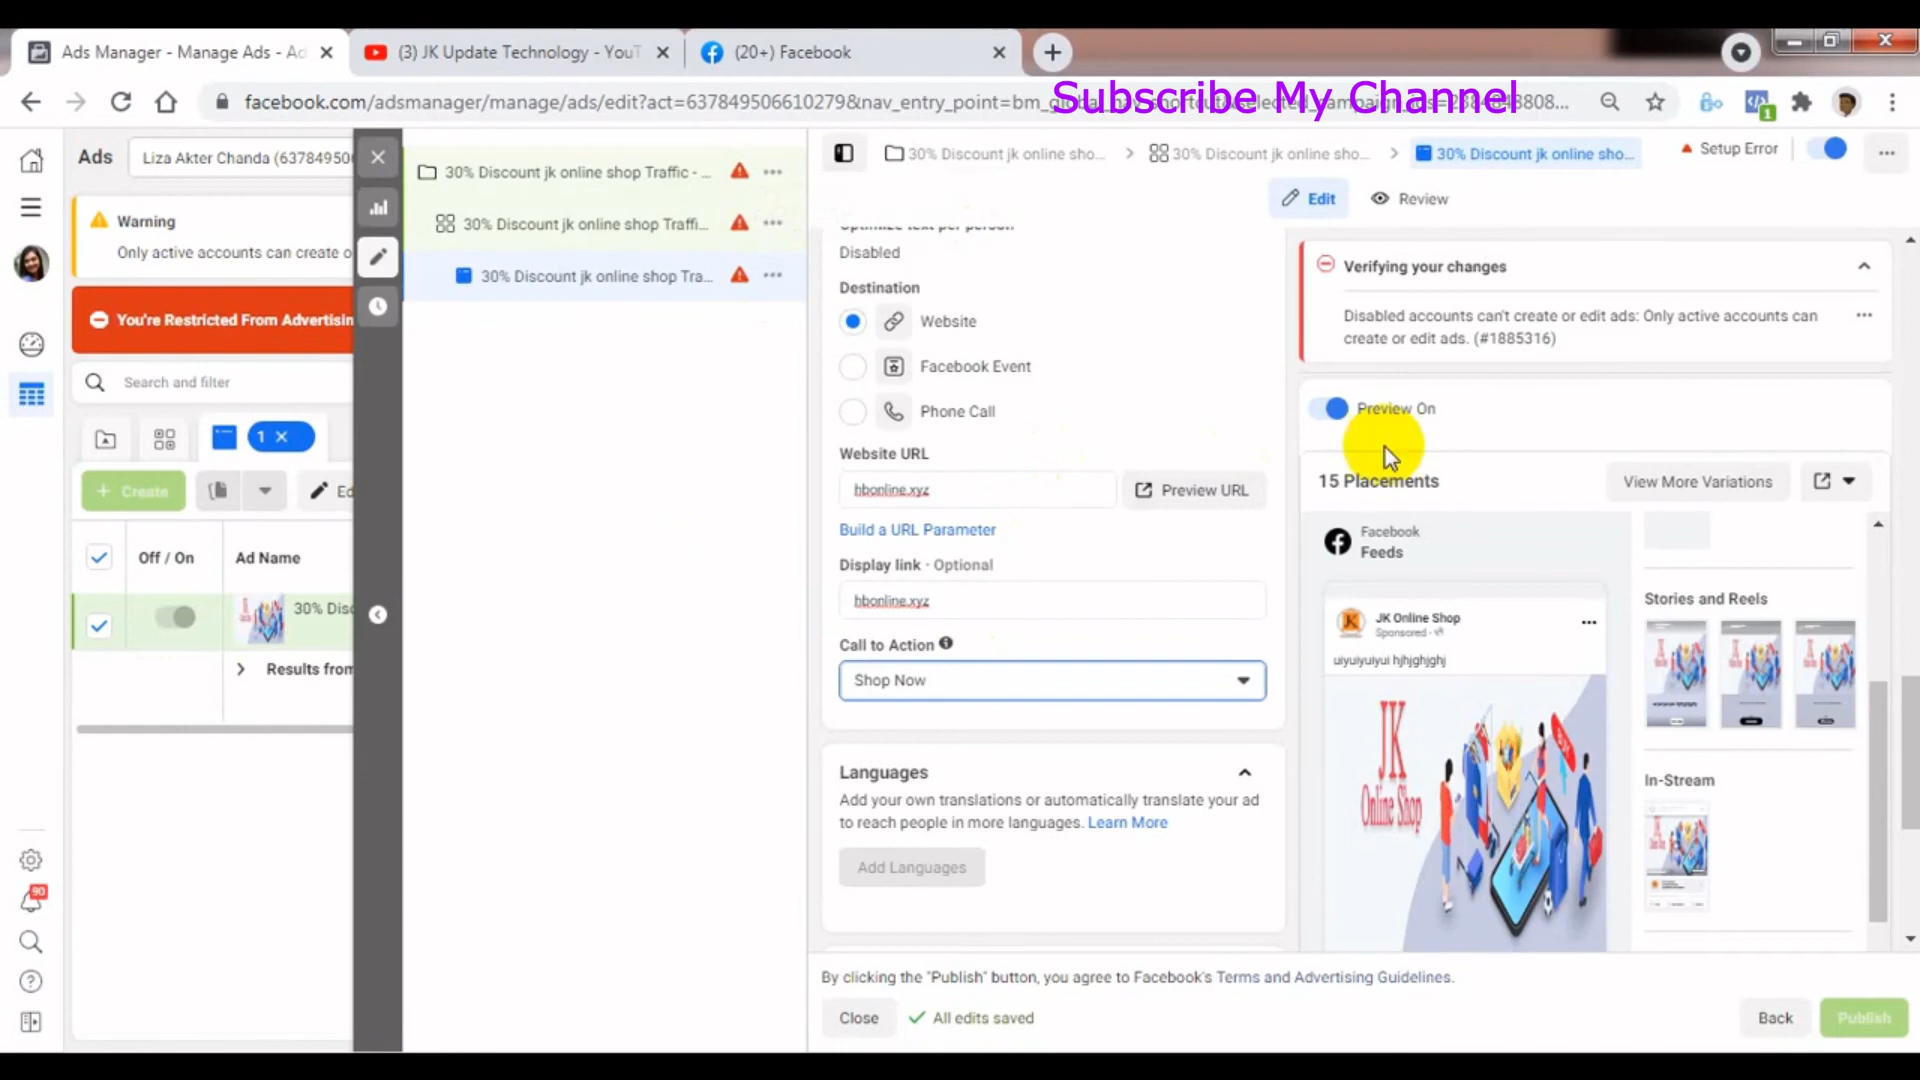 Ads Manager - Manage Ads - Ad
(3) JK Update Technology - YouT
(20+) Facebook
facebook.com/adsmanager/manage/ads/edit?act=637849506610279&nav_entry_point=bm_
Subscribe My Channel
Ads
Liza Akter Chanda (63784950
30% Discount jk online sho...
30% Discount jk online sho...
30% Discount jk online sho...
Setup Error
30% Discount jk online shop Traffic - ...
Edit
Review
Warning
Only active accounts can create o
30% Discount jk online shop Traffi...
Optimize text per person
Disabled
Verifying your changes
30% Discount jk online shop Tra...
Destination
Disabled accounts can't create or edit ads: Only active accounts can
create or edit ads. (#1885316)
You're Restricted From Advertisin
Website
Facebook Event
Search and filter
Phone Call
Preview On
1
Website URL
15 Placements
View More Variations
+ Create
Ed
hbonline.xyz
Preview URL
Build a URL Parameter
Facebook
Feeds
Off / On
Ad Name
Display link · Optional
hbonline.xyz
Stories and Reels
30% Disc
JK Online Shop
Sponsored ·
Call to Action
uiyuiyuiyui hjhjghjghj
Results from
Shop Now
JK
Online Shop
Languages
Add your own translations or automatically translate your ad
to reach people in more languages. Learn More
In-Stream
Add Languages
90
By clicking the "Publish" button, you agree to Facebook's Terms and Advertising Guidelines.
Close
All edits saved
Back
Publish